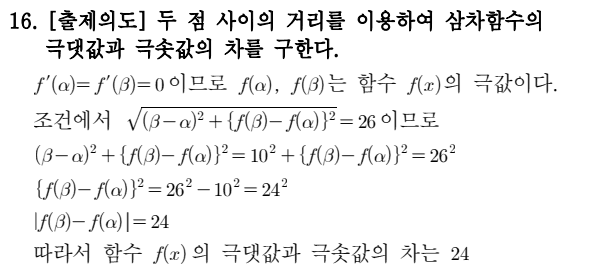 16. [출제의도] 두 점 사이의 거리를 이용하여 삼차함수의
극댓값과 극솟값의 차를 구한다.
f′(α)= f′(β)= 0 이므로 f(α), f(β)는 함수 f(x)의 극값이다.
조건에서 √((β−α)²+{f(β)−f(α)}²) = 26 이므로
(β−α)²+{f(β)−f(α)}² = 10²+{f(β)−f(α)}² = 26²
{f(β)−f(α)}² = 26²−10² = 24²
|f(β)−f(α)| = 24
따라서 함수 f(x) 의 극댓값과 극솟값의 차는 24